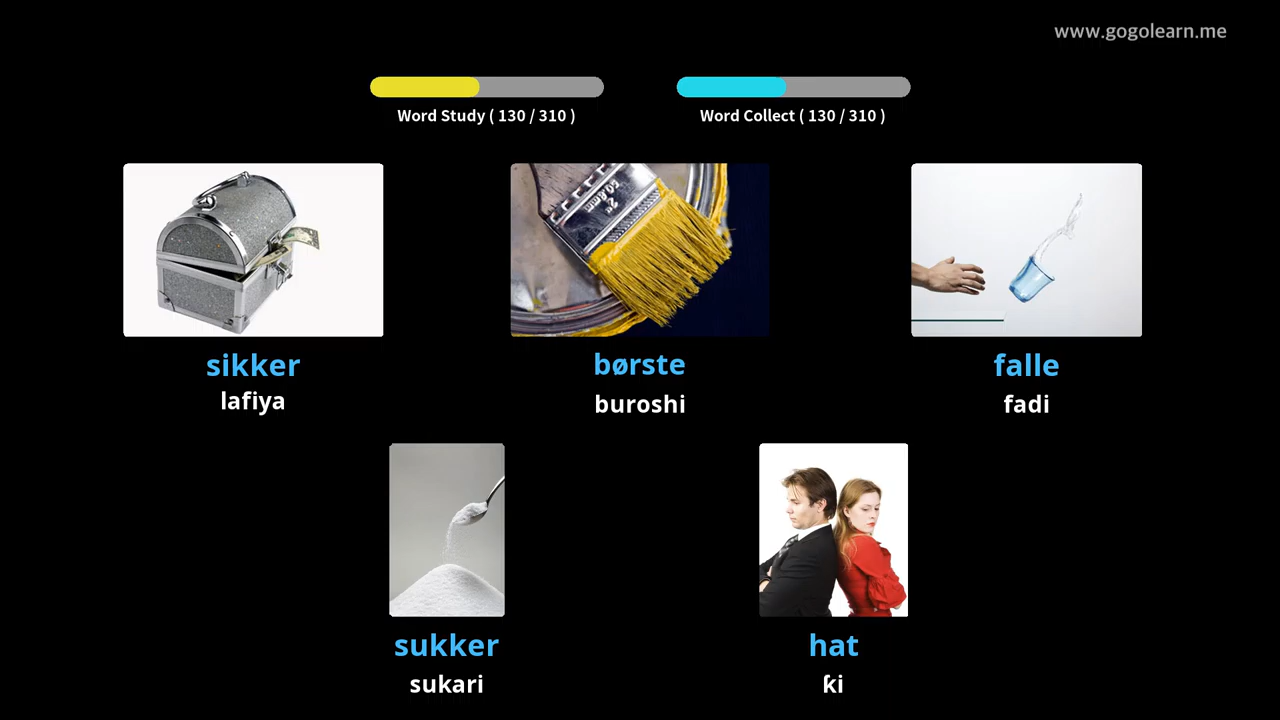 www.gogolearn.me
Word Study ( 130 / 310 )
Word Collect ( 130 / 310 )
sikker
lafiya
børste
buroshi
falle
fadi
sukker
sukari
hat
ƙi